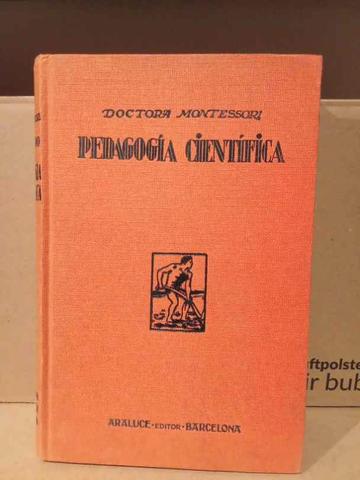 DOCTORA MONTESSORI
PEDAGOGÍA CIENTÍFICA
ARALUCE · EDITOR · BARCELONA